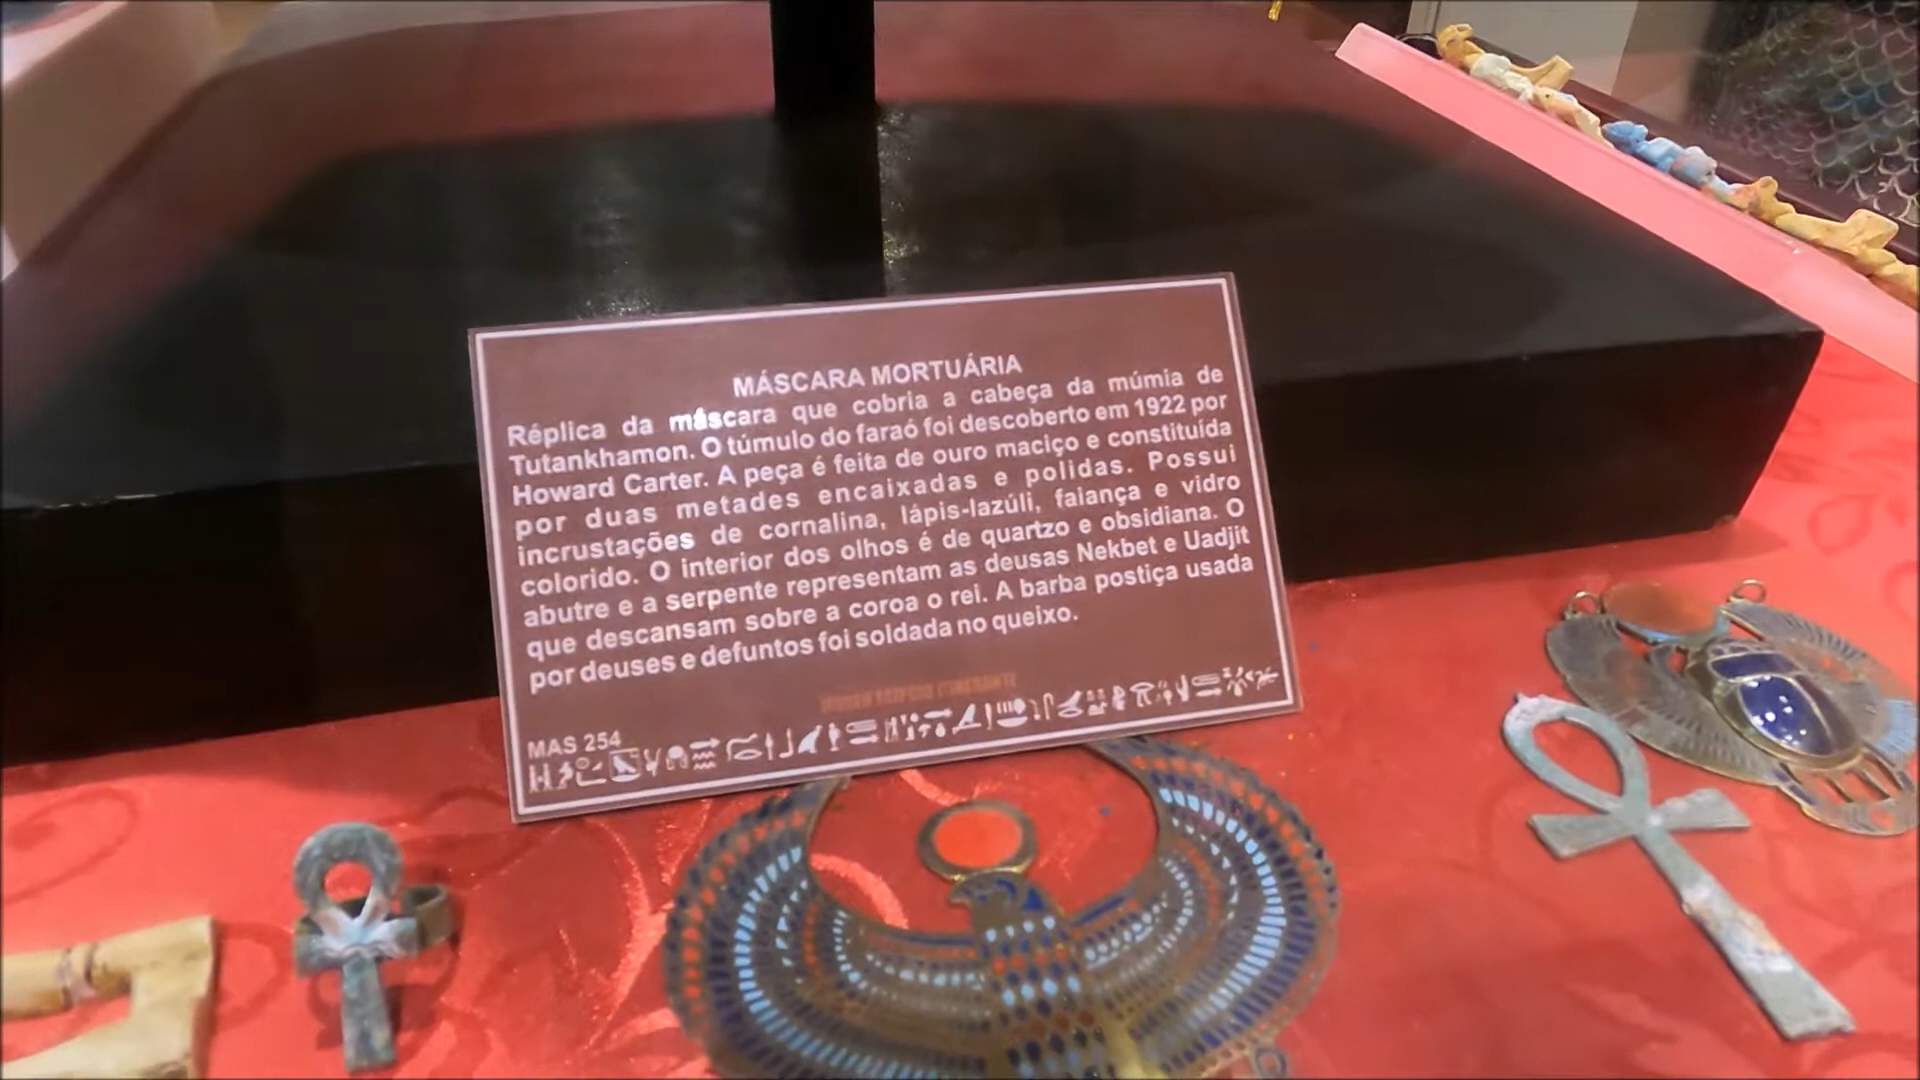 MÁSCARA MORTUÁRIA
Réplica da máscara que cobria a cabeça da múmia de
Tutankhamon. O túmulo do faraó foi descoberto em 1922 por
Howard Carter. A peça é feita de ouro maciço e constituída
por duas metades encaixadas e polidas. Possui
incrustações de cornalina, lápis-lazúli, faiança e vidro
colorido. O interior dos olhos é de quartzo e obsidiana. O
abutre e a serpente representam as deusas Nekbet e Uadjit
que descansam sobre a coroa o rei. A barba postiça usada
por deuses e defuntos foi soldada no queixo.
MUSEU EGÍPCIO ITINERANTE
MAS 254